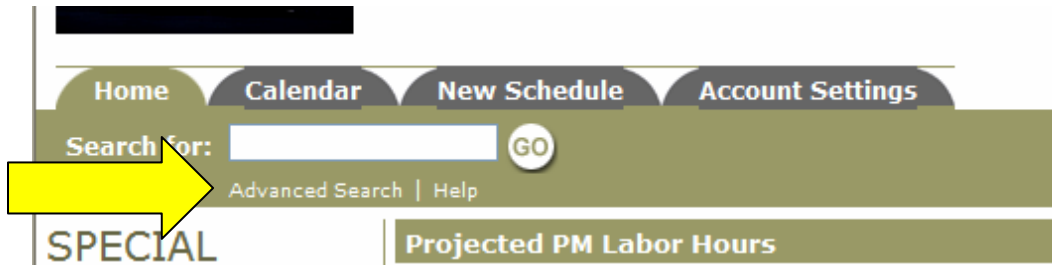 Home Calendar New Schedule Account Settings
Search for: GO
Advanced Search | Help
SPECIAL Projected PM Labor Hours